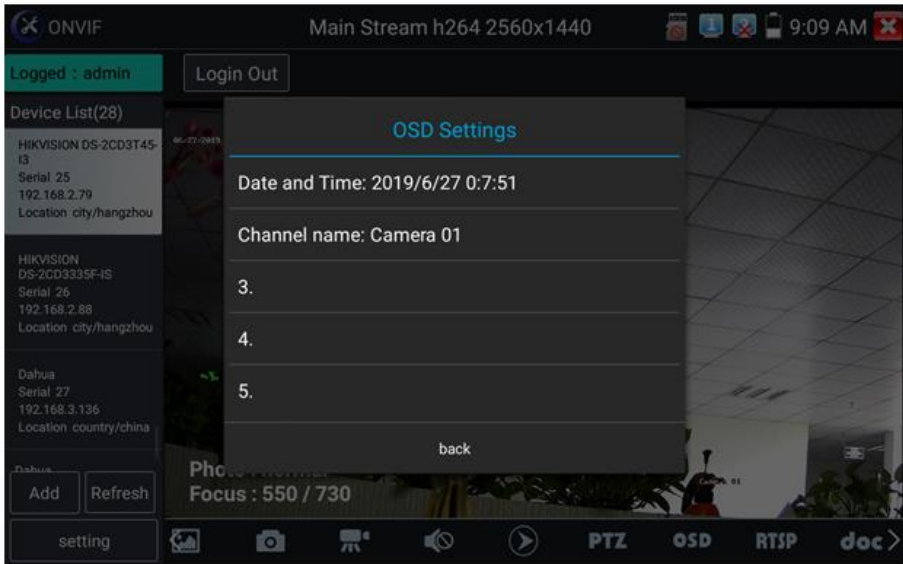 ONVIF
Main Stream h264 2560x1440
9:09 AM
Logged : admin
Login Out
Device List(28)
HIKVISION DS-2CD3T45-
I3
Serial 25
192.168.2.79
Location city/hangzhou
HIKVISION
DS-2CD3335F-IS
Serial 26
192.168.2.88
Location city/hangzhou
Dahua
Serial 27
192.168.3.136
Location country/china
Dahua
Add
Refresh
setting
OSD Settings
Date and Time: 2019/6/27 0:7:51
Channel name: Camera 01
3.
4.
5.
back
Focus : 550 / 730
Camera 01
PTZ
OSD
RTSP
doc